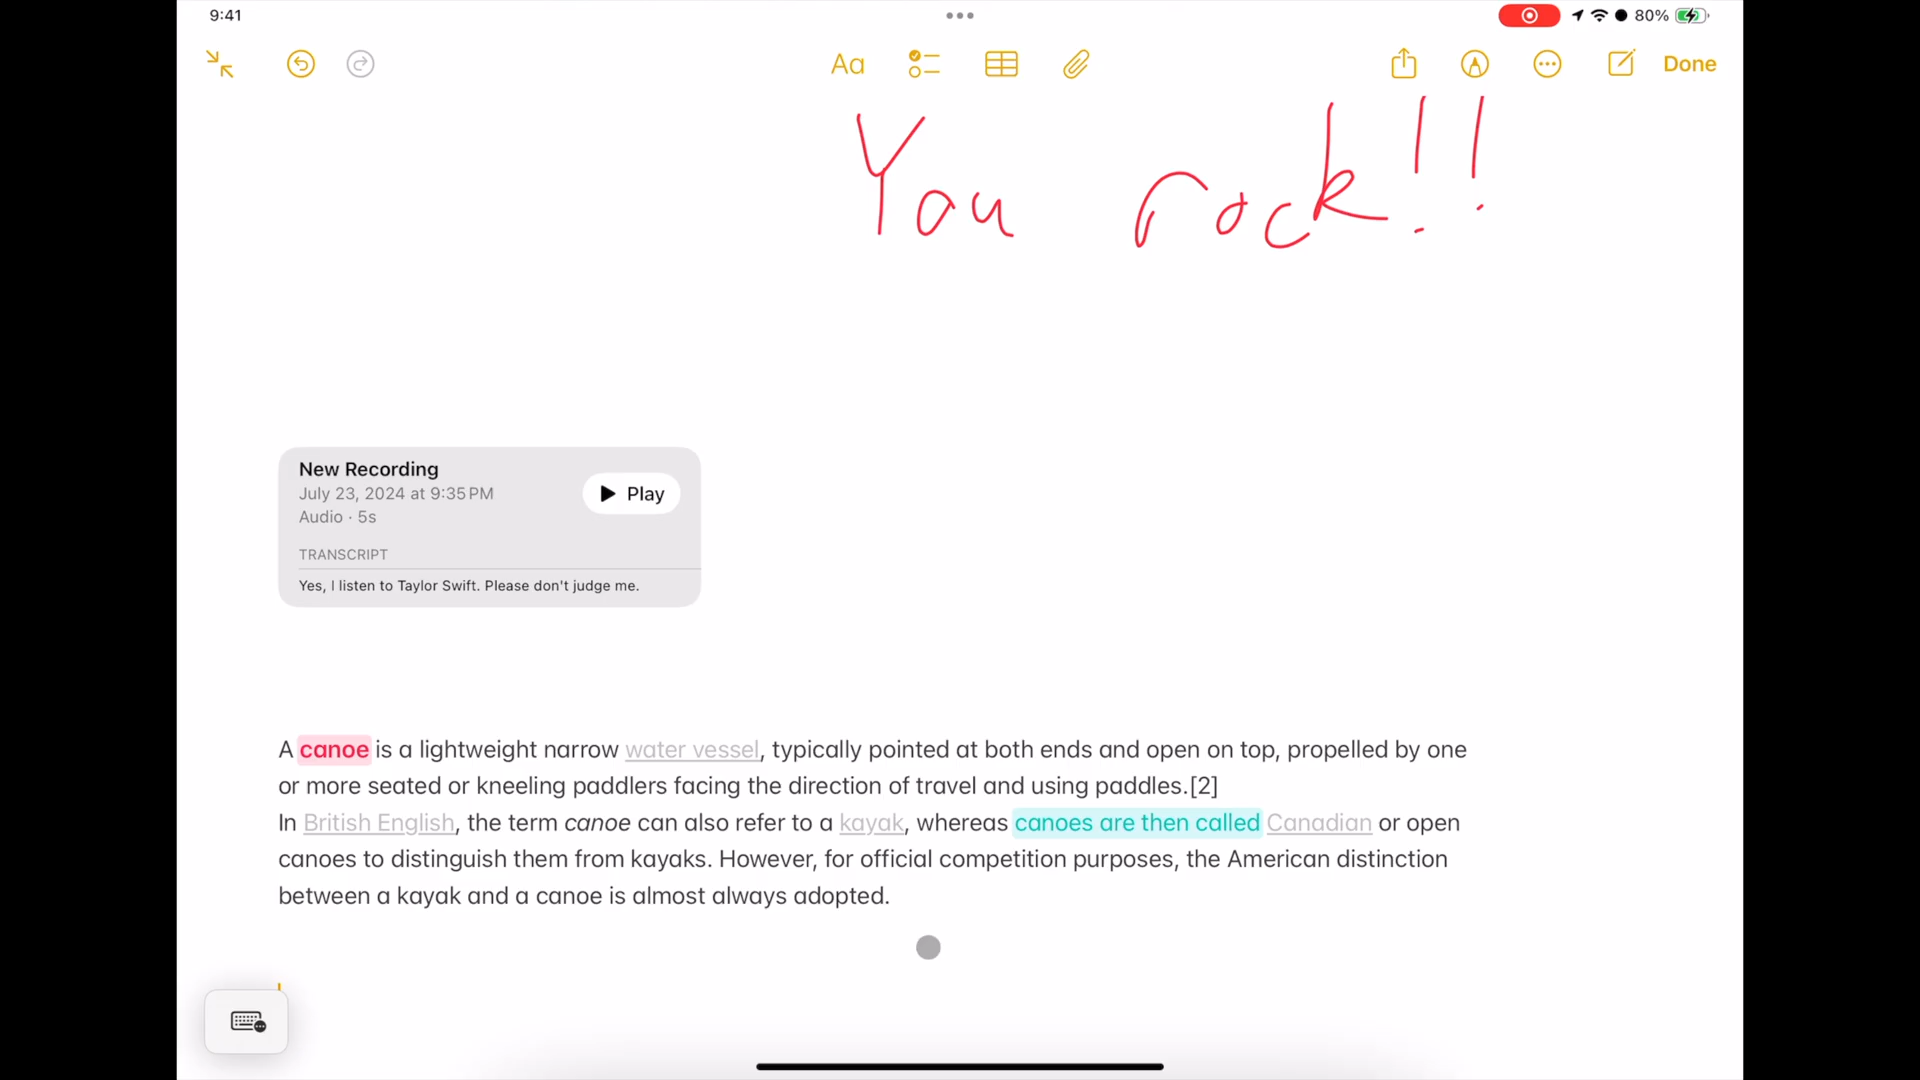 9:41
80%
Aa
Done
You rock!!
New Recording
July 23, 2024 at 9:35 PM
Audio · 5s
Play
TRANSCRIPT
Yes, I listen to Taylor Swift. Please don't judge me.
A canoe is a lightweight narrow water vessel, typically pointed at both ends and open on top, propelled by one
or more seated or kneeling paddlers facing the direction of travel and using paddles.[2]
In British English, the term canoe can also refer to a kayak, whereas canoes are then called Canadian or open
canoes to distinguish them from kayaks. However, for official competition purposes, the American distinction
between a kayak and a canoe is almost always adopted.